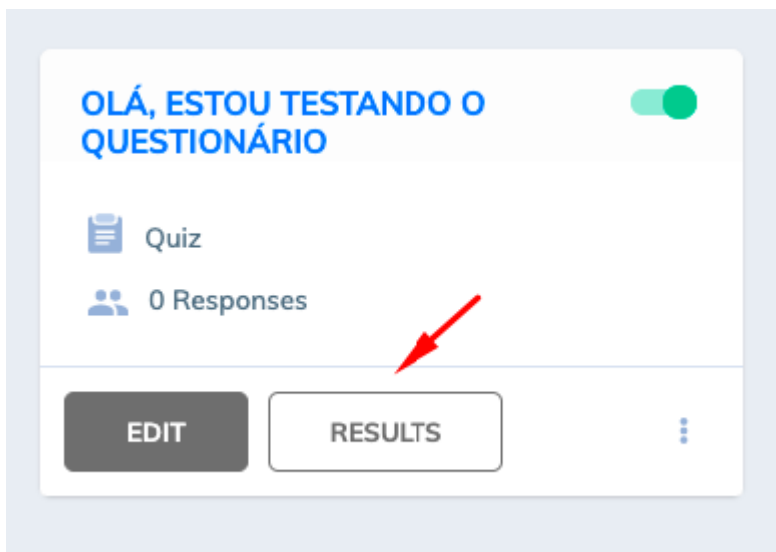 OLÁ, ESTOU TESTANDO O
QUESTIONÁRIO
Quiz
0 Responses
EDIT
RESULTS